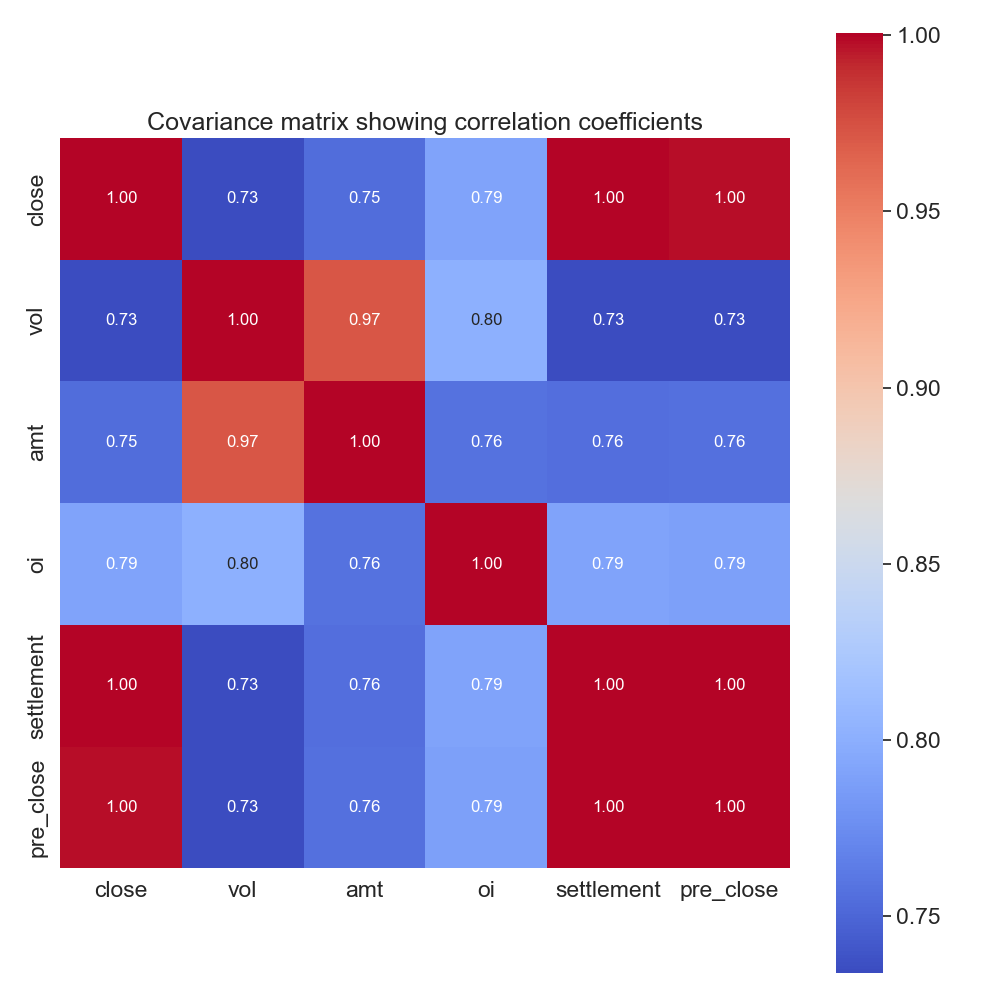 Covariance matrix showing correlation coefficients
1.00
close 1.00 0.73 0.75 0.79 1.00 1.00
0.95
vol 0.73 1.00 0.97 0.80 0.73 0.73
0.90
amt 0.75 0.97 1.00 0.76 0.76 0.76
0.85
oi 0.79 0.80 0.76 1.00 0.79 0.79
settlement 1.00 0.73 0.76 0.79 1.00 1.00
0.80
pre_close 1.00 0.73 0.76 0.79 1.00 1.00
close vol amt oi settlement pre_close
0.75